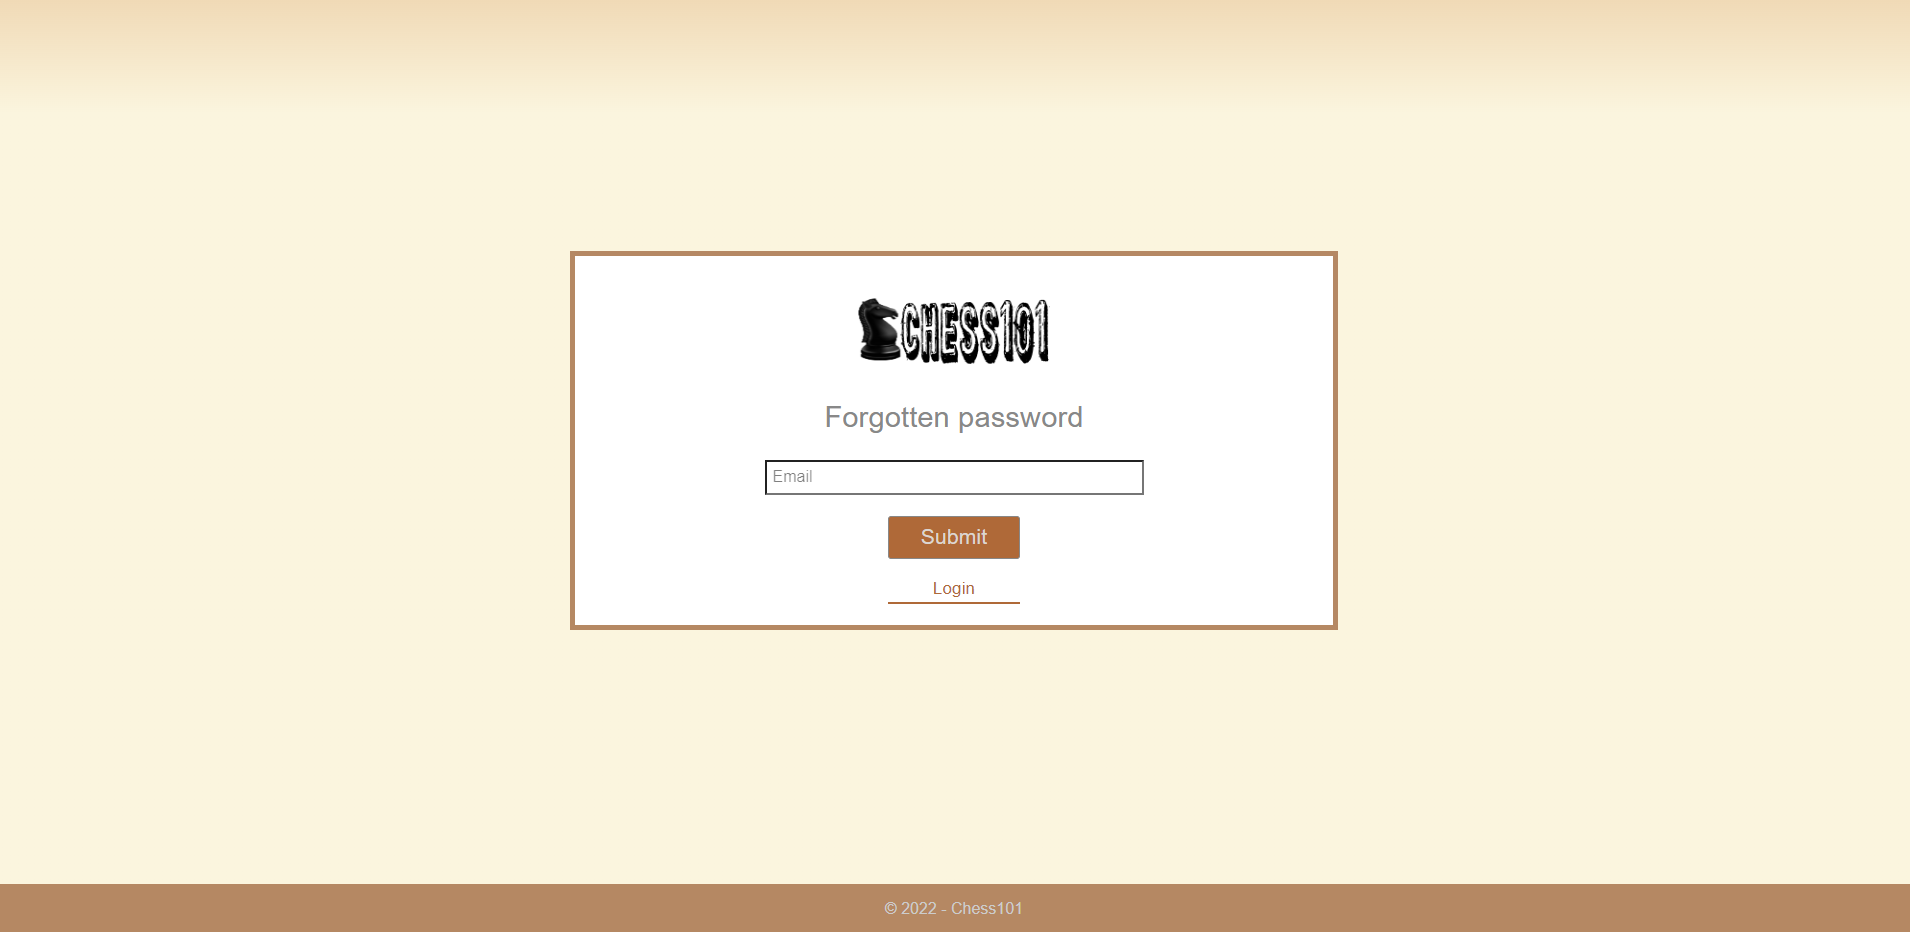 CHESS101
Forgotten password
Email
Submit
Login
© 2022 - Chess101